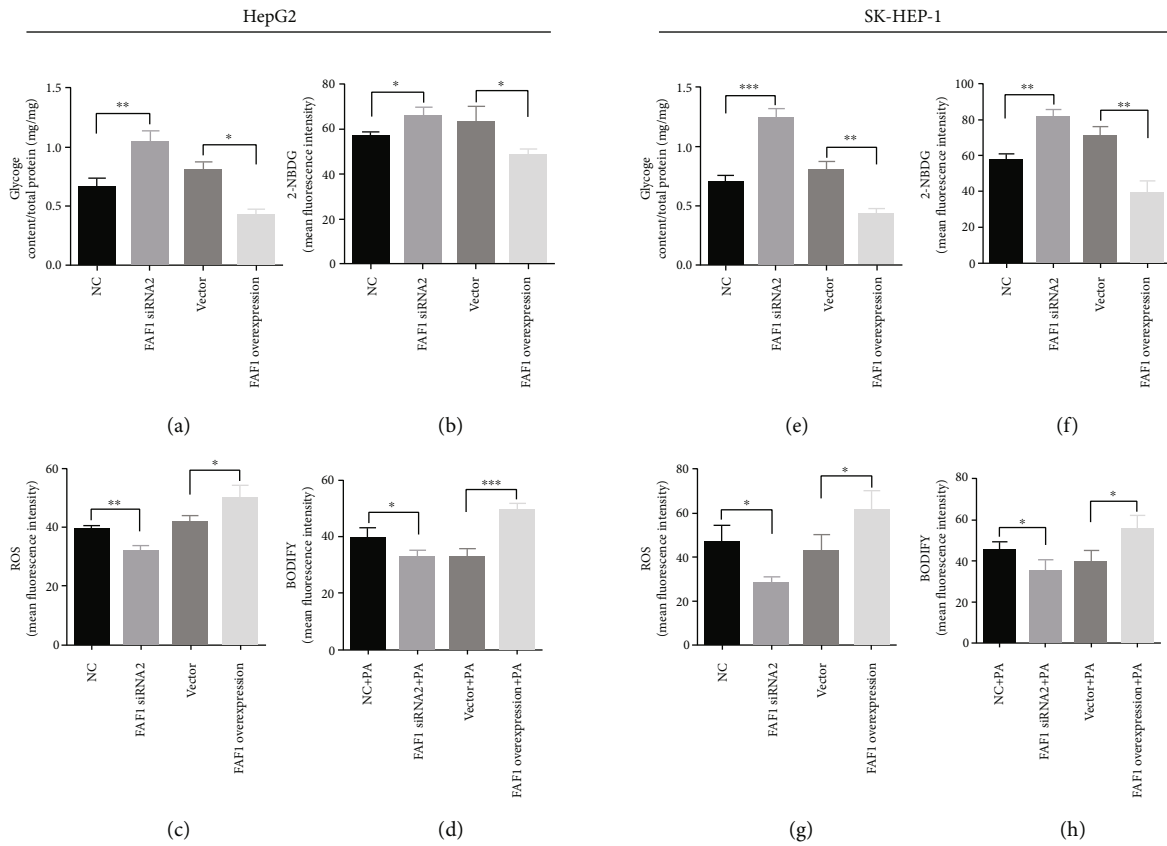 HepG2
SK-HEP-1
Glycoge
content/total protein (mg/mg)
1.5
1.0
0.5
0.0
**
*
NC
FAF1 siRNA2
Vector
FAF1 overexpression
(a)
2-NBDG
(mean fluorescence intensity)
80
60
40
20
0
*
*
NC
FAF1 siRNA2
Vector
FAF1 overexpression
(b)
Glycoge
content/total protein (mg/mg)
1.5
1.0
0.5
0.0
***
**
NC
FAF1 siRNA2
Vector
FAF1 overexpression
(e)
2-NBDG
(mean fluorescence intensity)
100
80
60
40
20
0
**
**
NC
FAF1 siRNA2
Vector
FAF1 overexpression
(f)
ROS
(mean fluorescence intensity)
60
40
20
0
**
*
NC
FAF1 siRNA2
Vector
FAF1 overexpression
(c)
BODIFY
(mean fluorescence intensity)
60
40
20
0
*
***
NC+PA
FAF1 siRNA2+PA
Vector+PA
FAF1 overexpression+PA
(d)
ROS
(mean fluorescence intensity)
80
60
40
20
0
*
*
NC
FAF1 siRNA2
Vector
FAF1 overexpression
(g)
BODIFY
(mean fluorescence intensity)
80
60
40
20
0
*
*
NC+PA
FAF1 siRNA2+PA
Vector+PA
FAF1 overexpression+PA
(h)